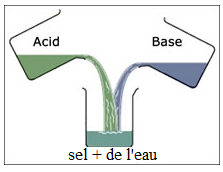 Acid Base
sel + de l'eau